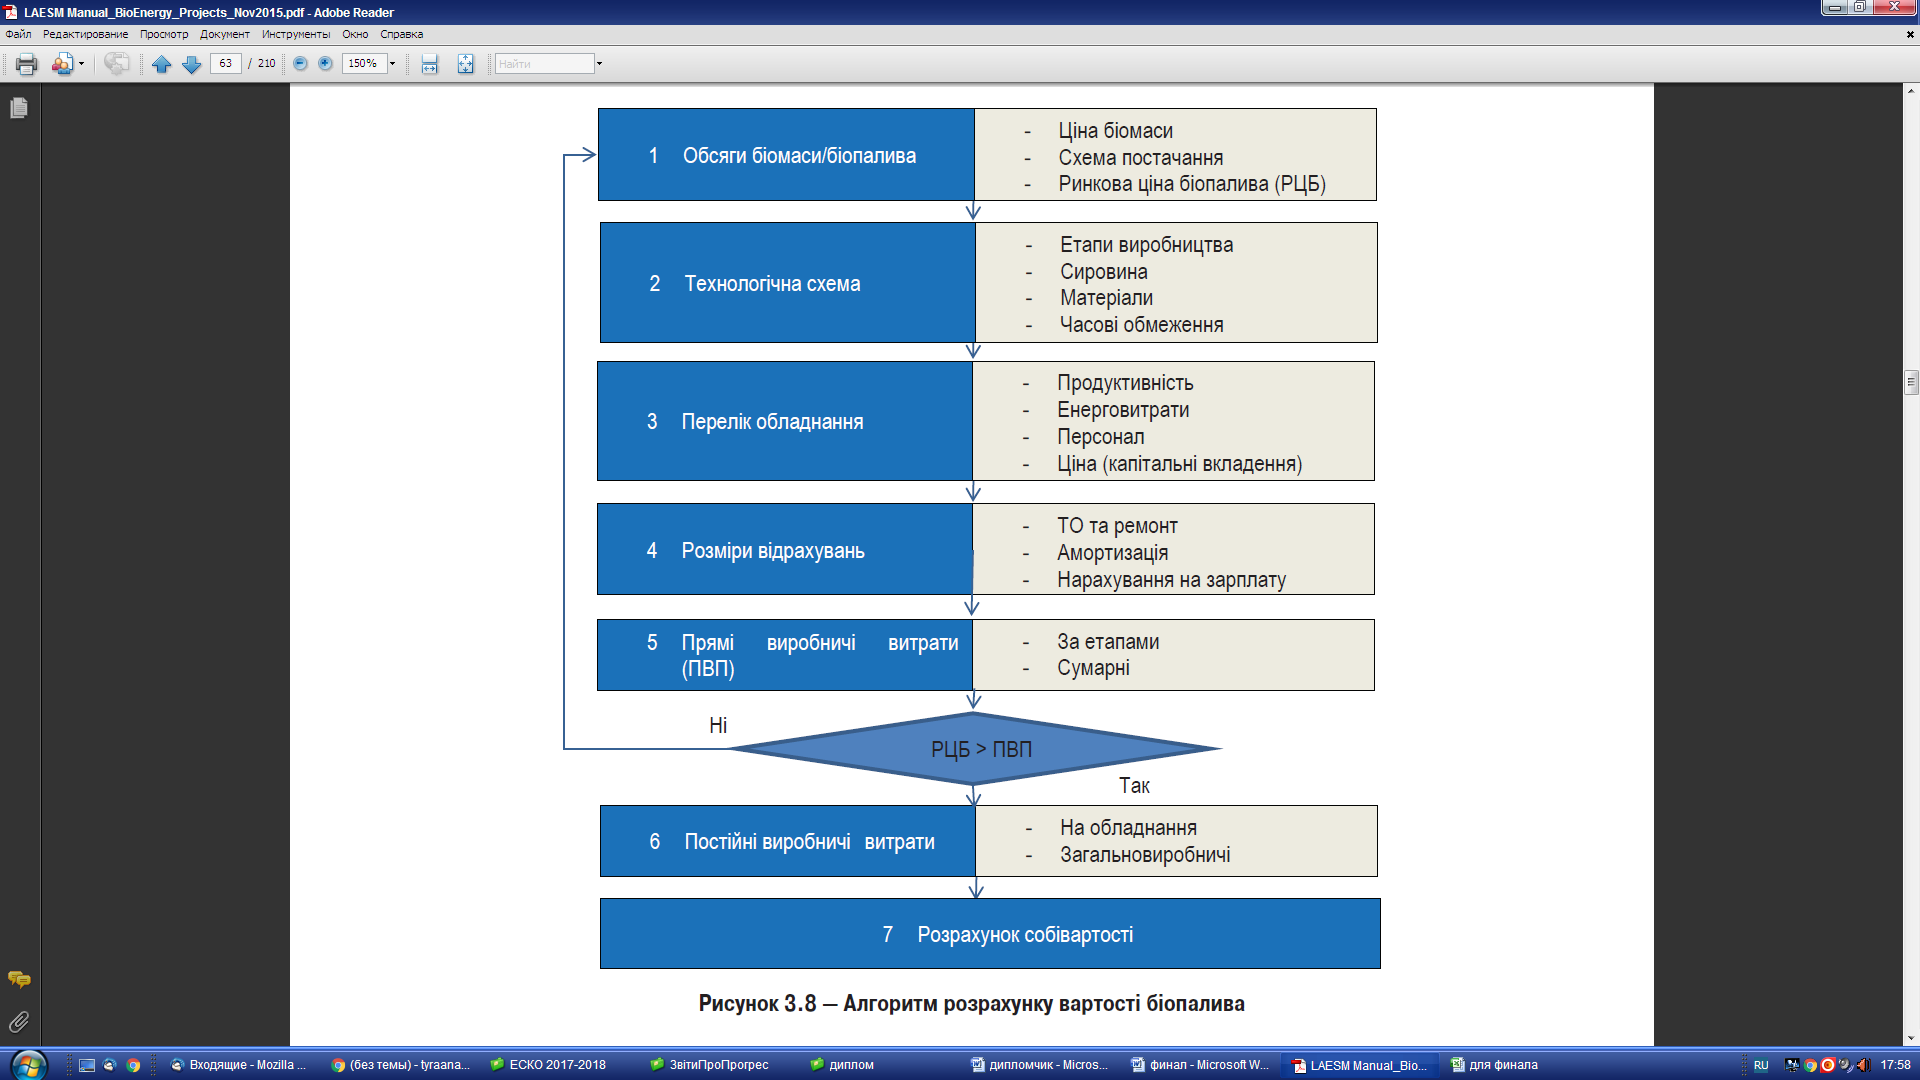 LAESM Manual_BioEnergy_Projects_Nov2015.pdf - Adobe Reader
Файл Редактирование Просмотр Документ Инструменты Окно Справка
63 / 210 150% Найти
1 Обсяги біомаси/біопалива
- Ціна біомаси
- Схема постачання
- Ринкова ціна біопалива (РЦБ)
2 Технологічна схема
- Етапи виробництва
- Сировина
- Матеріали
- Часові обмеження
3 Перелік обладнання
- Продуктивність
- Енерговитрати
- Персонал
- Ціна (капітальні вкладення)
4 Розміри відрахувань
- ТО та ремонт
- Амортизація
- Нарахування на зарплату
5 Прямі виробничі витрати
(ПВП)
- За етапами
- Сумарні
Ні
РЦБ > ПВП
Так
6 Постійні виробничі витрати
- На обладнання
- Загальновиробничі
7 Розрахунок собівартості
Рисунок 3.8 — Алгоритм розрахунку вартості біопалива
Входящие - Mozilla ... (без темы) - tyraana... ЕСКО 2017-2018 ЗвітиПроПрогрес диплом дипломчик - Micros... финал - Microsoft W... LAESM Manual_Bio... для финала RU 17:58